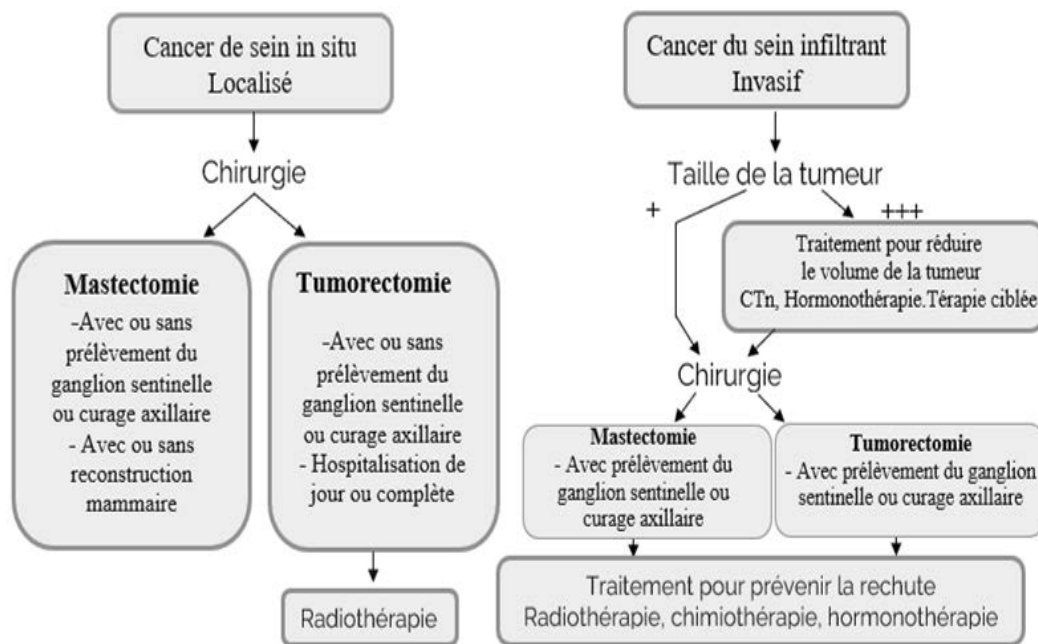 Cancer de sein in situ
Localisé
Chirurgie
Mastectomie
-Avec ou sans
prélèvement du
ganglion sentinelle
ou curage axillaire
- Avec ou sans
reconstruction
mammaire
Tumorectomie
-Avec ou sans
prélèvement du
ganglion sentinelle
ou curage axillaire
- Hospitalisation de
jour ou complète
Radiothérapie
Cancer du sein infiltrant
Invasif
Taille de la tumeur
+
+++
Traitement pour réduire
le volume de la tumeur
CTn, Hormonothérapie.Térapie ciblée
Chirurgie
Mastectomie
- Avec prélèvement du
ganglion sentinelle ou
curage axillaire
Tumorectomie
- Avec prélèvement du ganglion
sentinelle ou curage axillaire
Traitement pour prévenir la rechute
Radiothérapie, chimiothérapie, hormonothérapie